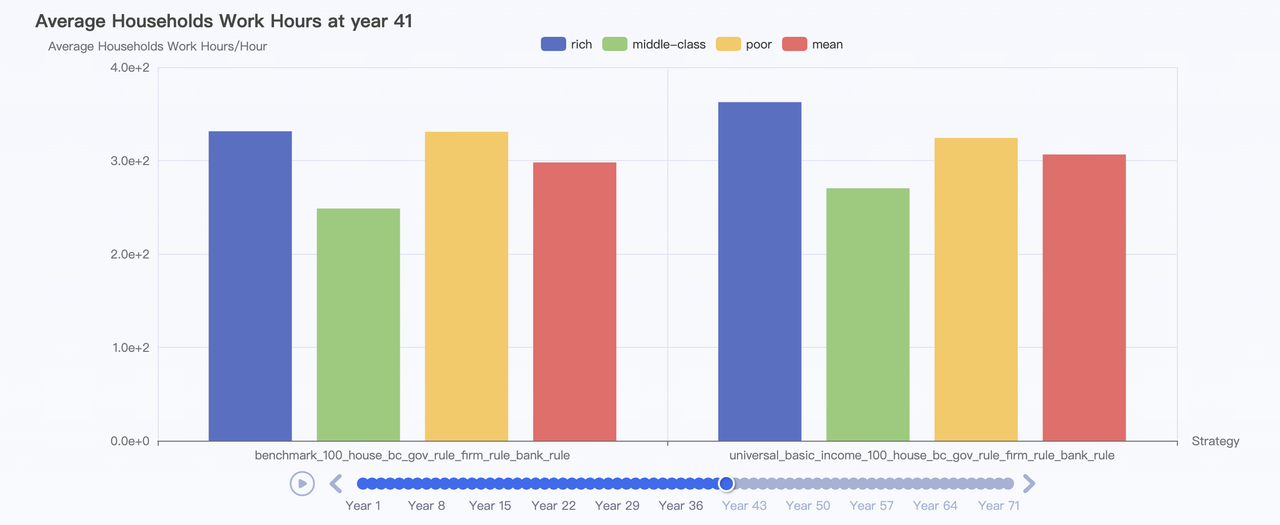 Average Households Work Hours at year 41
Average Households Work Hours/Hour
rich middle-class poor mean
4.0e+2
3.0e+2
2.0e+2
1.0e+2
0.0e+0
Strategy
benchmark_100_house_bc_gov_rule_firm_rule_bank_rule universal_basic_income_100_house_bc_gov_rule_firm_rule_bank_rule
Year 1 Year 8 Year 15 Year 22 Year 29 Year 36 Year 43 Year 50 Year 57 Year 64 Year 71